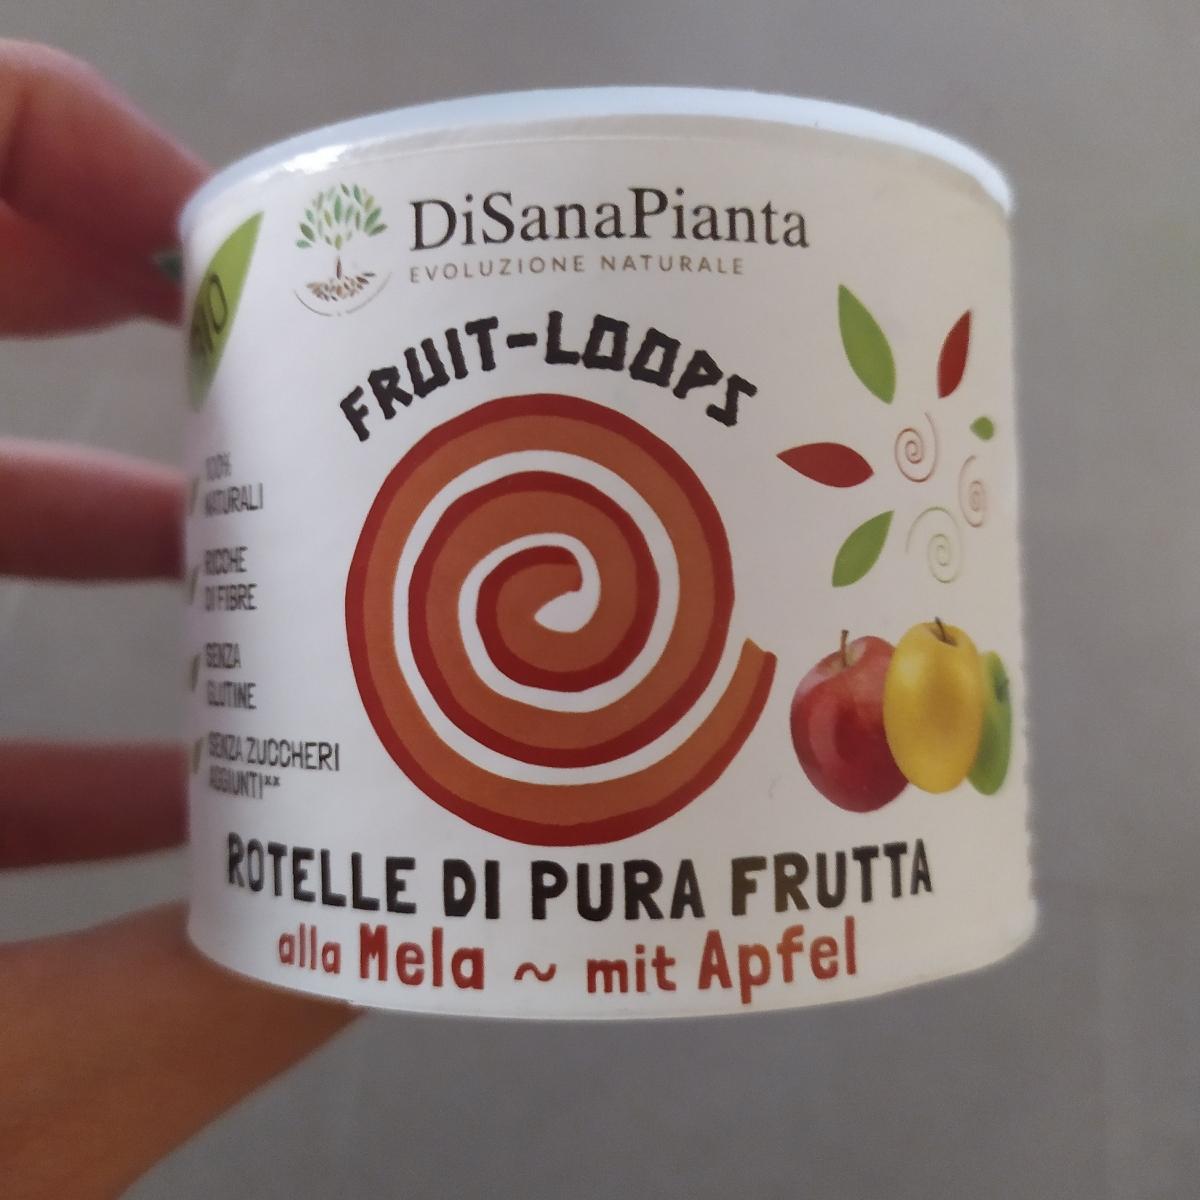 DiSanaPianta
EVOLUZIONE NATURALE
BIO
FRUIT-LOOPS
100%
NATURALI
RICCHE
DI FIBRE
SENZA
GLUTINE
SENZA ZUCCHERI
AGGIUNTI**
ROTELLE DI PURA FRUTTA
alla Mela ~ mit Apfel